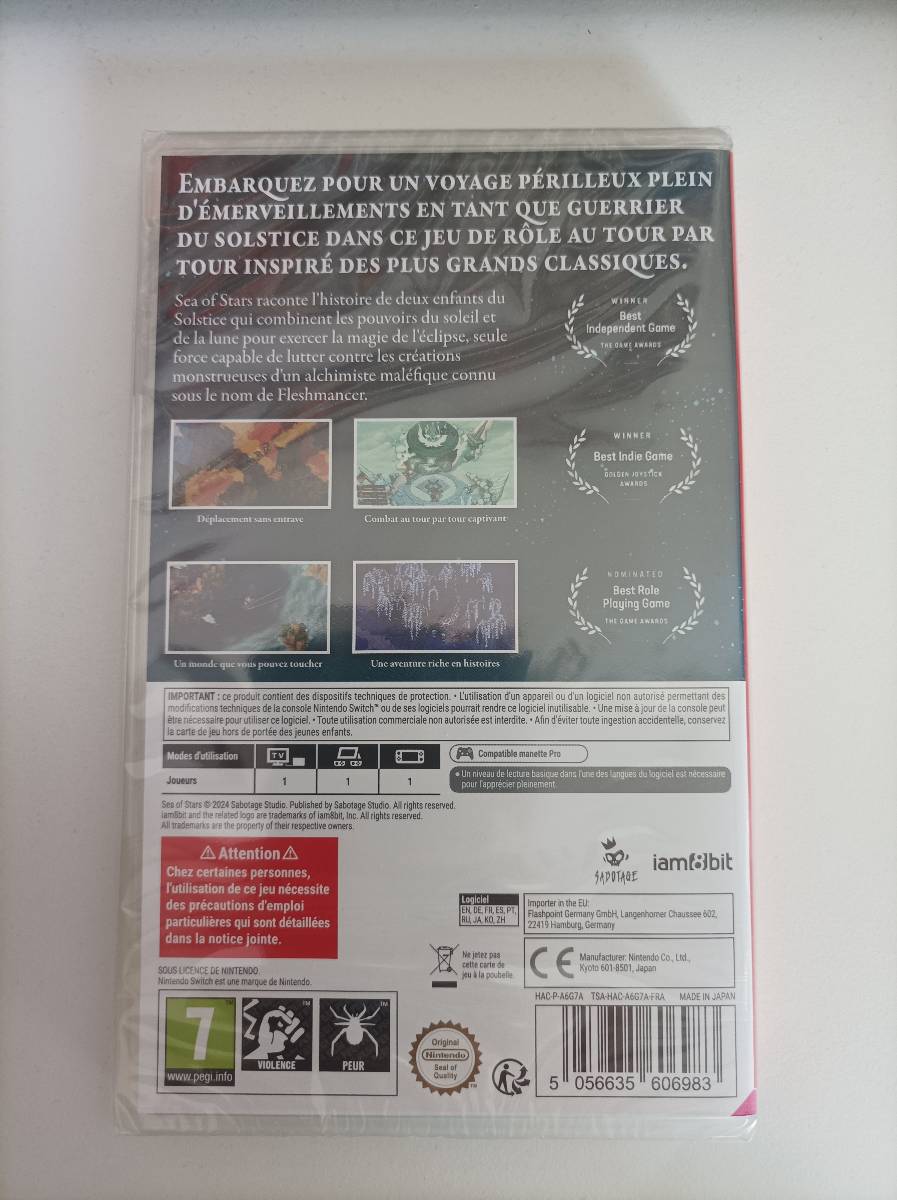 EMBARQUEZ POUR UN VOYAGE PÉRILLEUX PLEIN
D'ÉMERVEILLEMENTS EN TANT QUE GUERRIER
DU SOLSTICE DANS CE JEU DE RÔLE AU TOUR PAR
TOUR INSPIRÉ DES PLUS GRANDS CLASSIQUES.
Sea of Stars raconte l'histoire de deux enfants du
Solstice qui combinent les pouvoirs du soleil et
de la lune pour exercer la magie de l'éclipse, seule
force capable de lutter contre les créations
monstrueuses d'un alchimiste maléfique connu
sous le nom de Fleshmancer.
WINNER
Best
Independent Game
THE GAME AWARDS
WINNER
Best Indie Game
GOLDEN JOYSTICK
AWARDS
NOMINATED
Best Role
Playing Game
THE GAME AWARDS
Déplacement sans entrave
Combat au tour par tour captivant
Un monde que vous pouvez toucher
Une aventure riche en histoires
IMPORTANT : ce produit contient des dispositifs techniques de protection. • L'utilisation d'un appareil ou d'un logiciel non autorisé permettant des
modifications techniques de la console Nintendo Switch™ ou de ses logiciels pourrait rendre ce logiciel inutilisable. • Une mise à jour de la console peut
être nécessaire pour utiliser ce logiciel. • Toute utilisation commerciale non autorisée est interdite. • Afin d'éviter toute ingestion accidentelle, conservez
la carte de jeu hors de portée des jeunes enfants.
Modes d'utilisation
TV
Joueurs
1
1
1
Compatible manette Pro
• Un niveau de lecture basique dans l'une des langues du logiciel est nécessaire
pour l'apprécier pleinement.
Sea of Stars © 2024 Sabotage Studio. Published by Sabotage Studio. All rights reserved.
iam8bit and the related logo are trademarks of iam8bit, Inc. All rights reserved.
All trademarks are the property of their respective owners.
⚠ Attention ⚠
Chez certaines personnes,
l'utilisation de ce jeu nécessite
des précautions d'emploi
particulières qui sont détaillées
dans la notice jointe.
SABOTAGE
iam8bit
Logiciel
EN, DE, FR, ES, PT,
RU, JA, KO, ZH
Importer in the EU:
Flashpoint Germany GmbH, Langenhorner Chaussee 602,
22419 Hamburg, Germany
Ne jetez pas
cette carte de
jeu à la poubelle.
CE
Manufacturer: Nintendo Co., Ltd.,
Kyoto 601-8501, Japan
SOUS LICENCE DE NINTENDO.
Nintendo Switch est une marque de Nintendo.
HAC-P-A6G7A TSA-HAC-A6G7A-FRA MADE IN JAPAN
7
www.pegi.info
VIOLENCE
PEUR
™
™
™
Original
Nintendo
Seal of
Quality
™
5 056635 606983